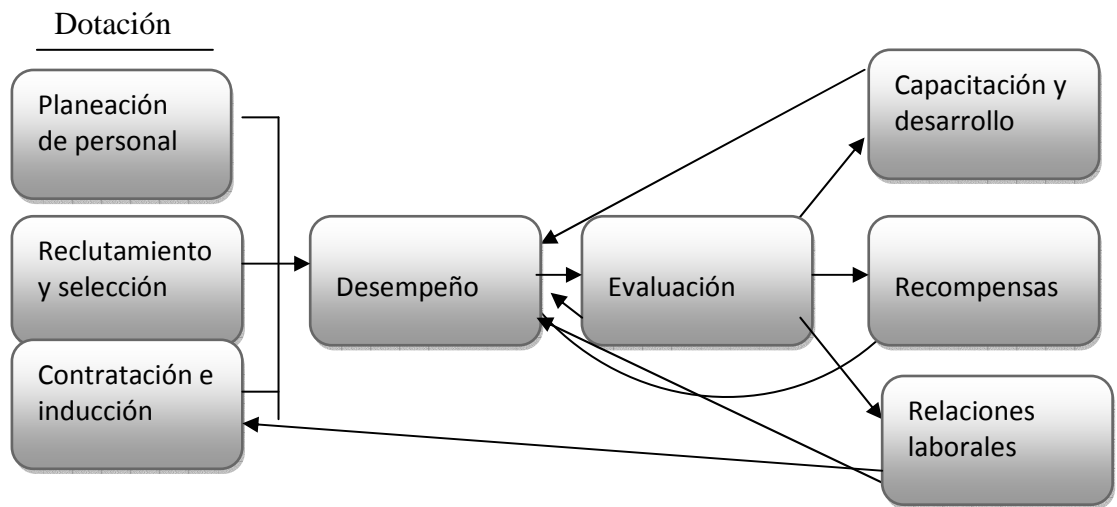 Dotación
Planeación
de personal
Reclutamiento
y selección
Contratación e
inducción
Desempeño
Evaluación
Capacitación y
desarrollo
Recompensas
Relaciones
laborales